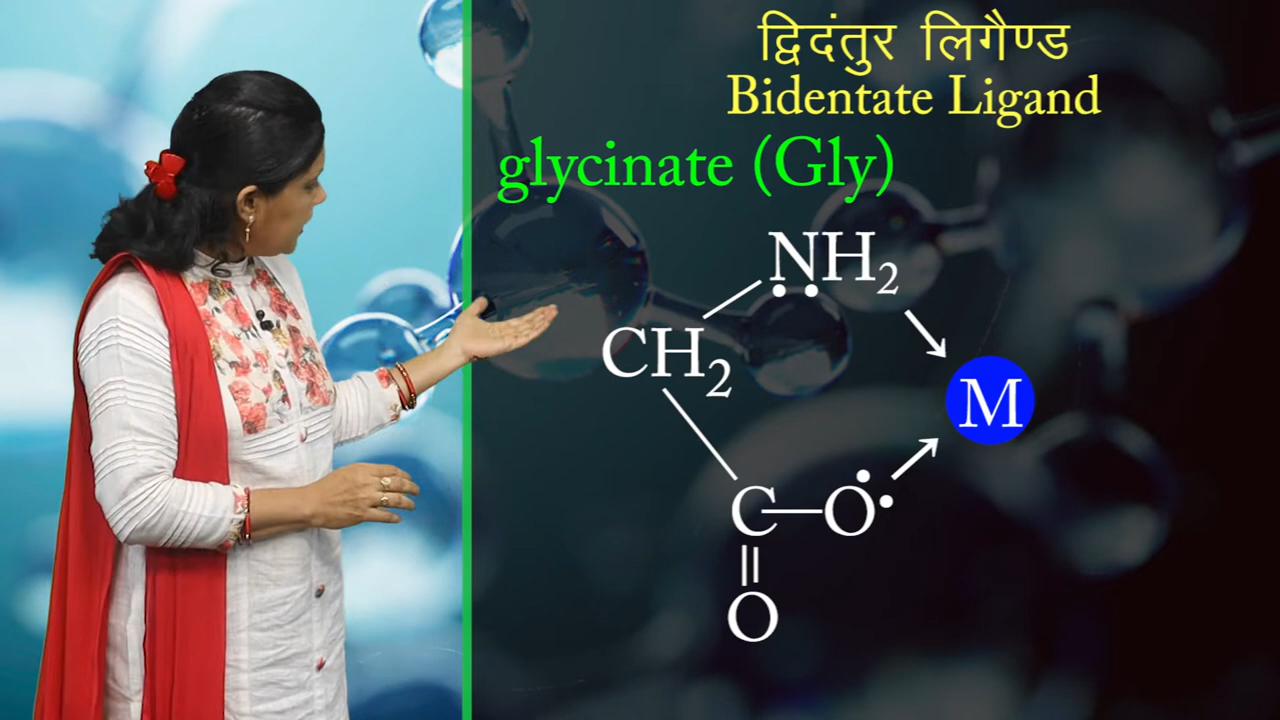 द्विदंतुर लिगैण्ड
Bidentate Ligand
glycinate (Gly)
NH₂
CH₂
M
C—O
O